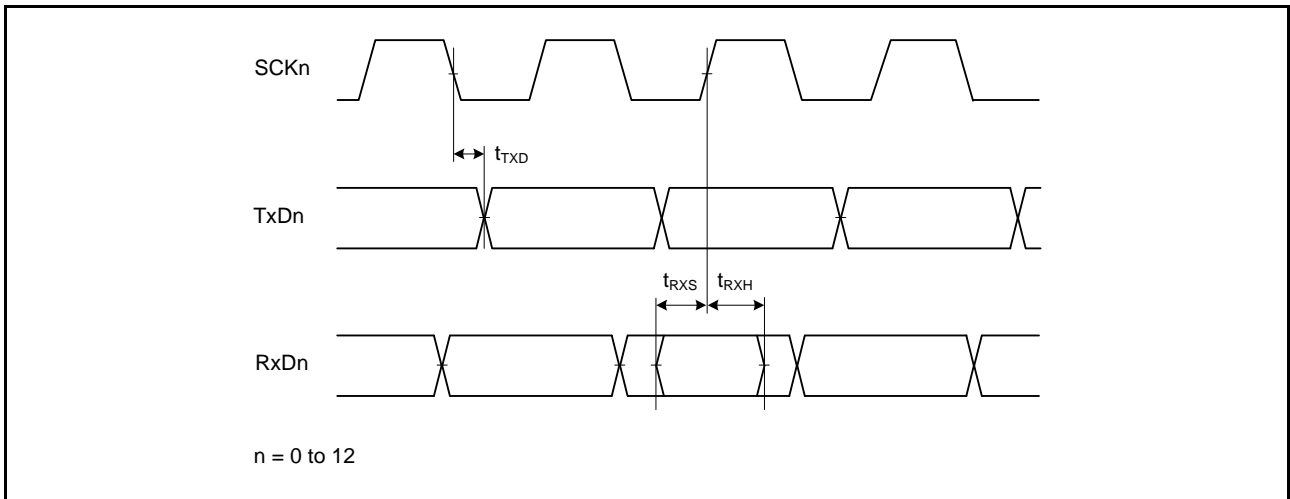 SCKn
tTXD
TxDn
tRXS tRXH
RxDn
n = 0 to 12